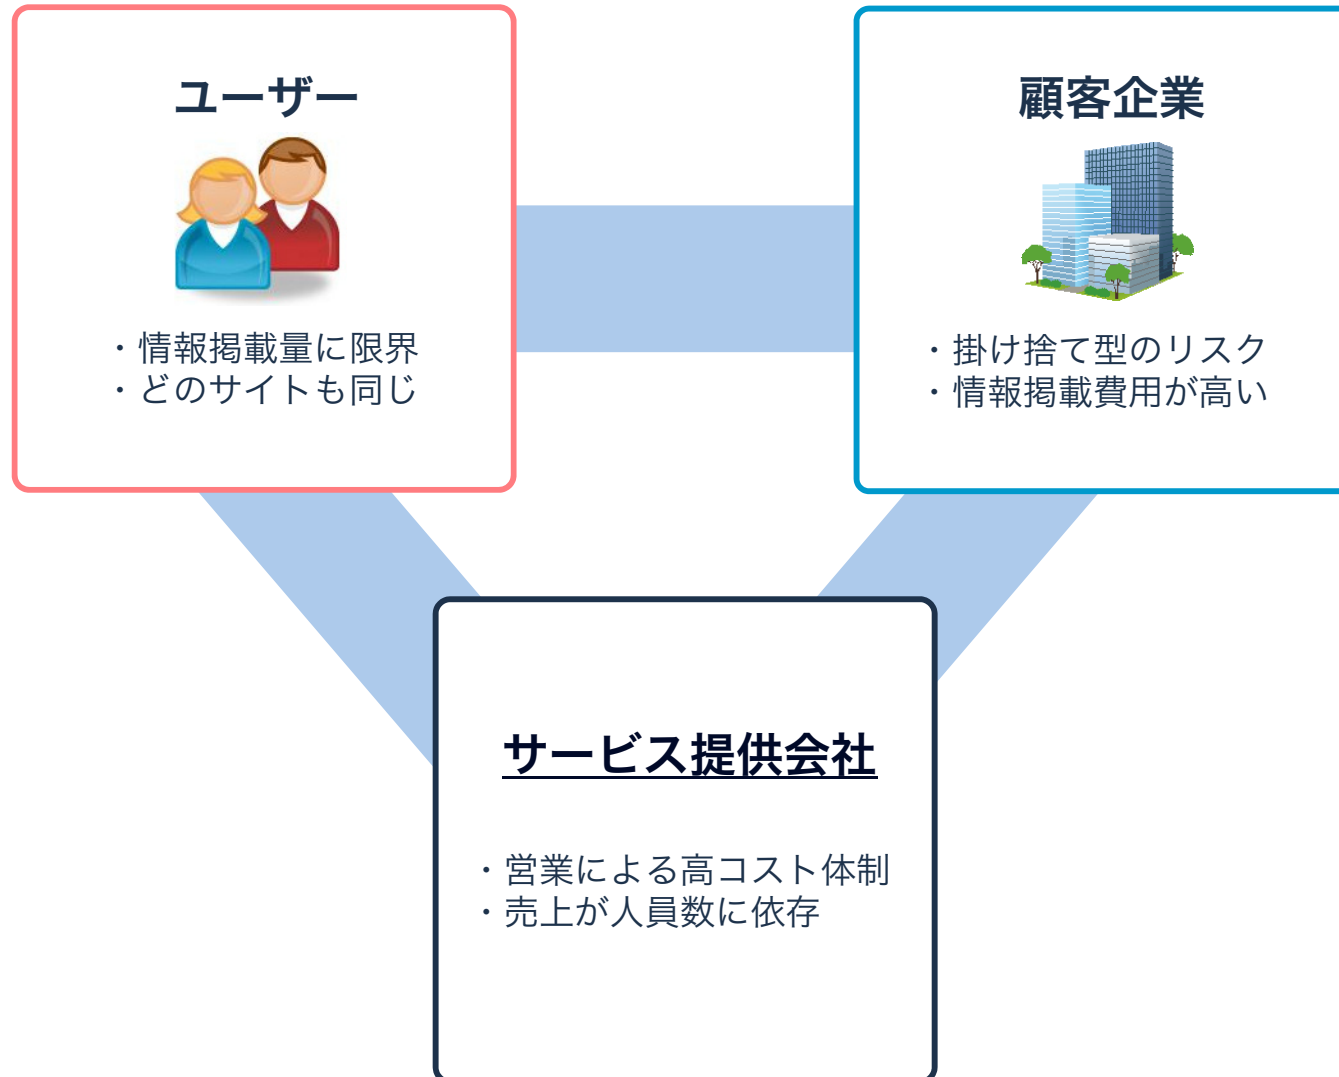 ユーザー
・情報掲載量に限界
・どのサイトも同じ
顧客企業
・掛け捨て型のリスク
・情報掲載費用が高い
サービス提供会社
・営業による高コスト体制
・売上が人員数に依存